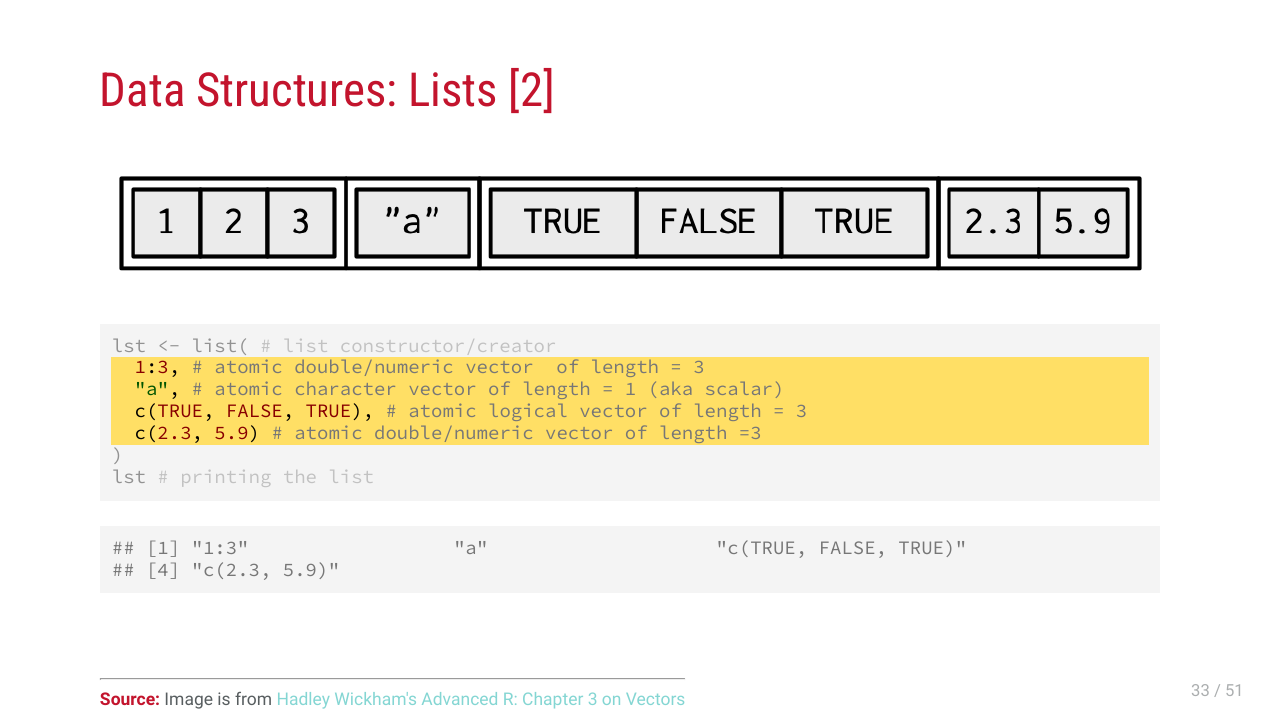 Data Structures: Lists [2]
1 2 3 "a" TRUE FALSE TRUE 2.3 5.9
lst <- list( # list constructor/creator
  1:3, # atomic double/numeric vector  of length = 3
  "a", # atomic character vector of length = 1 (aka scalar)
  c(TRUE, FALSE, TRUE), # atomic logical vector of length = 3
  c(2.3, 5.9) # atomic double/numeric vector of length =3
)
lst # printing the list
## [1] "1:3"                  "a"                    "c(TRUE, FALSE, TRUE)"
## [4] "c(2.3, 5.9)"
Source: Image is from Hadley Wickham's Advanced R: Chapter 3 on Vectors
33 / 51